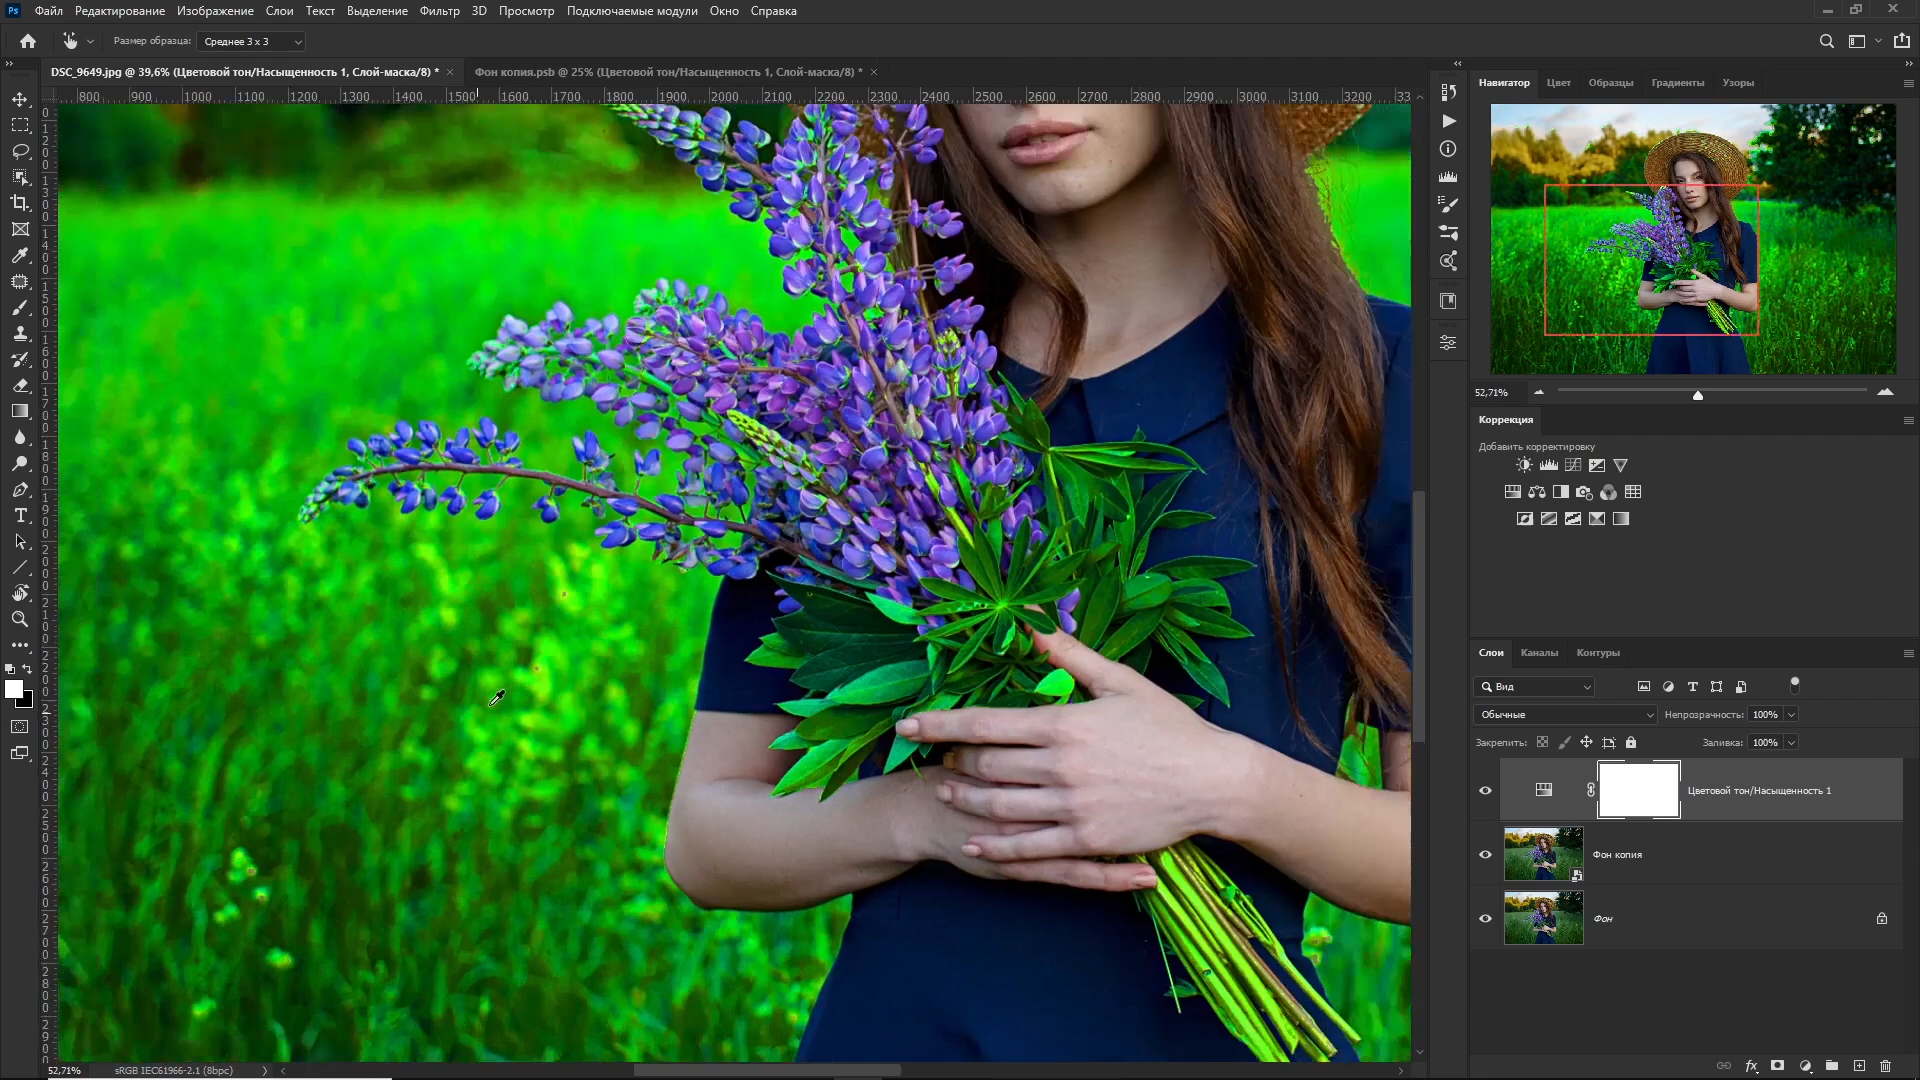 Ps Файл Редактирование Изображение Слои Текст Выделение Фильтр 3D Просмотр Подключаемые модули Окно Справка
Размер образца: Среднее 3 x 3
DSC_9649.jpg @ 39,6% (Цветовой тон/Насыщенность 1, Слой-маска/8) * × Фон копия.psb @ 25% (Цветовой тон/Насыщенность 1, Слой-маска/8) * ×
800 900 1000 1100 1200 1300 1400 1500 1600 1700 1800 1900 2000 2100 2200 2300 2400 2500 2600 2700 2800 2900 3000 3100 3200 33
Навигатор Цвет Образцы Градиенты Узоры
52,71%
Коррекция
Добавить корректировку
Слои Каналы Контуры
Вид
Обычные Непрозрачность: 100%
Закрепить: Заливка: 100%
Цветовой тон/Насыщенность 1
Фон копия
Фон
52,71% sRGB IEC61966-2.1 (8bpc)